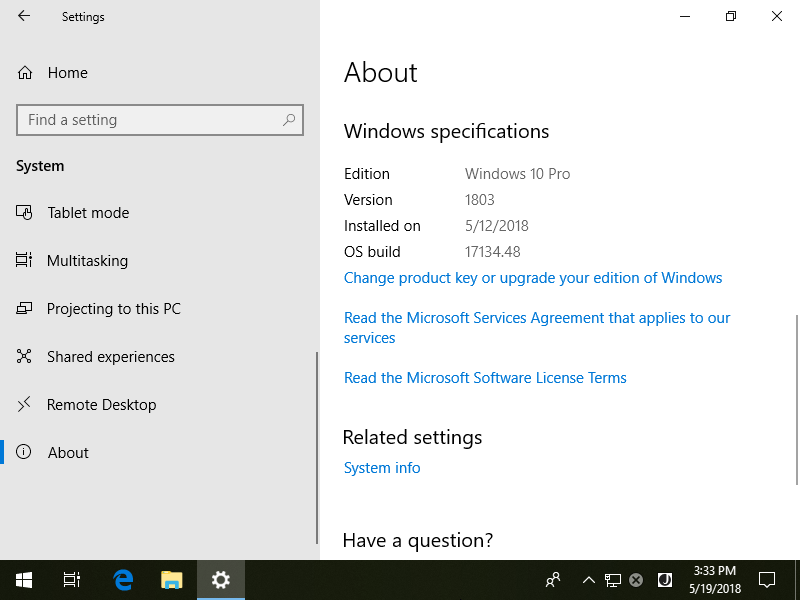 Settings
Home
Find a setting
System
Tablet mode
Multitasking
Projecting to this PC
Shared experiences
Remote Desktop
About
About
Windows specifications
Edition Windows 10 Pro
Version 1803
Installed on 5/12/2018
OS build 17134.48
Change product key or upgrade your edition of Windows
Read the Microsoft Services Agreement that applies to our
services
Read the Microsoft Software License Terms
Related settings
System info
Have a question?
3:33 PM
5/19/2018